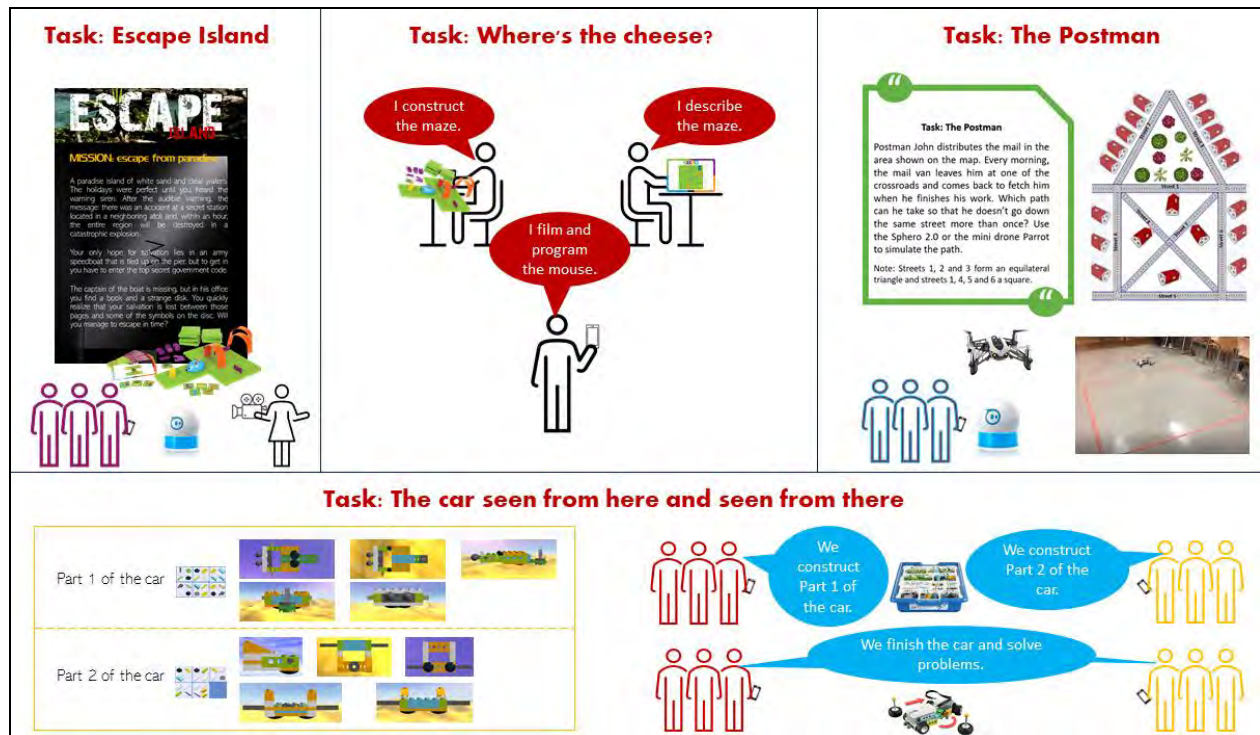 Task: Escape Island
ESCAPE
ISLAND
MISSION: escape from paradise
A paradise island of white sand and clear waters.
The holidays were perfect until you heard the
warning siren. After the audible warning, the
message: there was an accident at a secret station
located in a neighboring atoll and, within an hour,
the entire region will be destroyed in a
catastrophic explosion.
Your only hope for salvation lies in an army
speedboat that is tied up on the pier, but to get in
you have to enter the top secret government code.
The captain of the boat is missing, but in his office
you find a book and a strange disk. You quickly
realize that your salvation is lost between those
pages and some of the symbols on the disc. Will
you manage to escape in time?
Task: Where's the cheese?
I construct
the maze.
I describe
the maze.
I film and
program
the mouse.
Task: The Postman
Task: The Postman
Postman John distributes the mail in the
area shown on the map. Every morning,
the mail van leaves him at one of the
crossroads and comes back to fetch him
when he finishes his work. Which path
can he take so that he doesn't go down
the same street more than once? Use
the Sphero 2.0 or the mini drone Parrot
to simulate the path.
Note: Streets 1, 2 and 3 form an equilateral
triangle and streets 1, 4, 5 and 6 a square.
Street 2
Street 3
Street 1
Street 4
Street 6
Street 5
Task: The car seen from here and seen from there
Part 1 of the car
Part 2 of the car
We
construct
Part 1 of
the car.
We construct
Part 2 of the
car.
We finish the car and solve
problems.